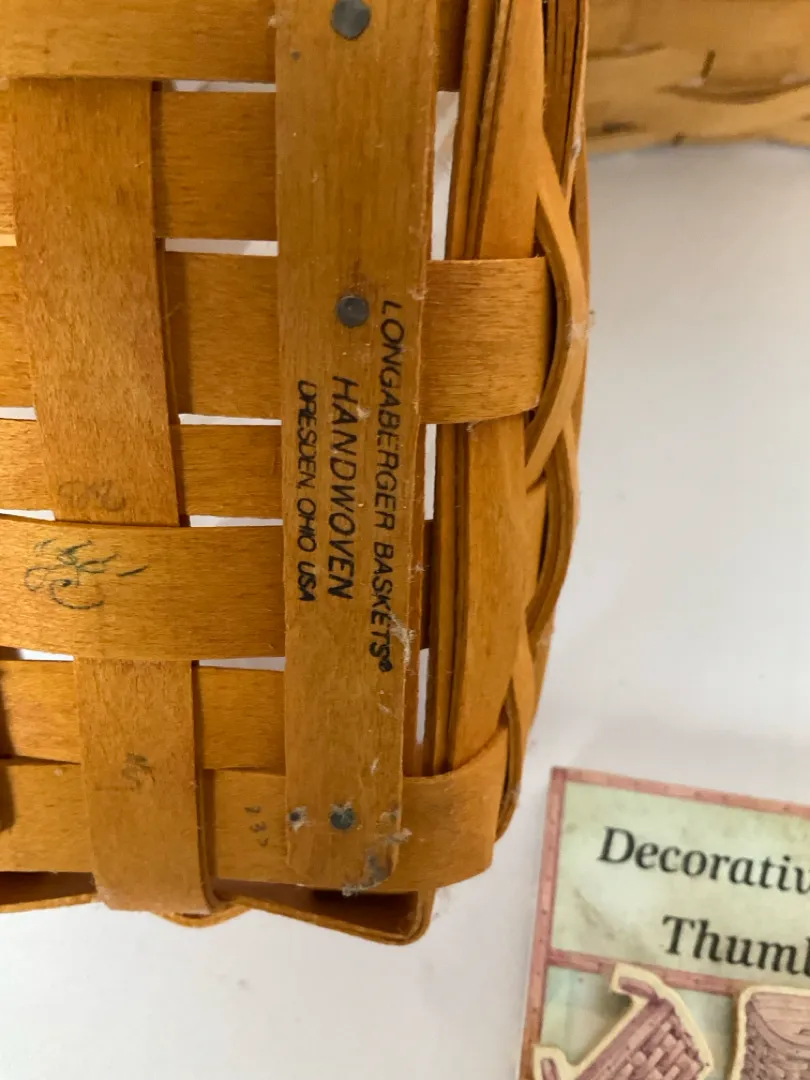 LONGABERGER BASKETS®
HANDWOVEN
DRESDEN, OHIO USA
Decorativ
Thumb